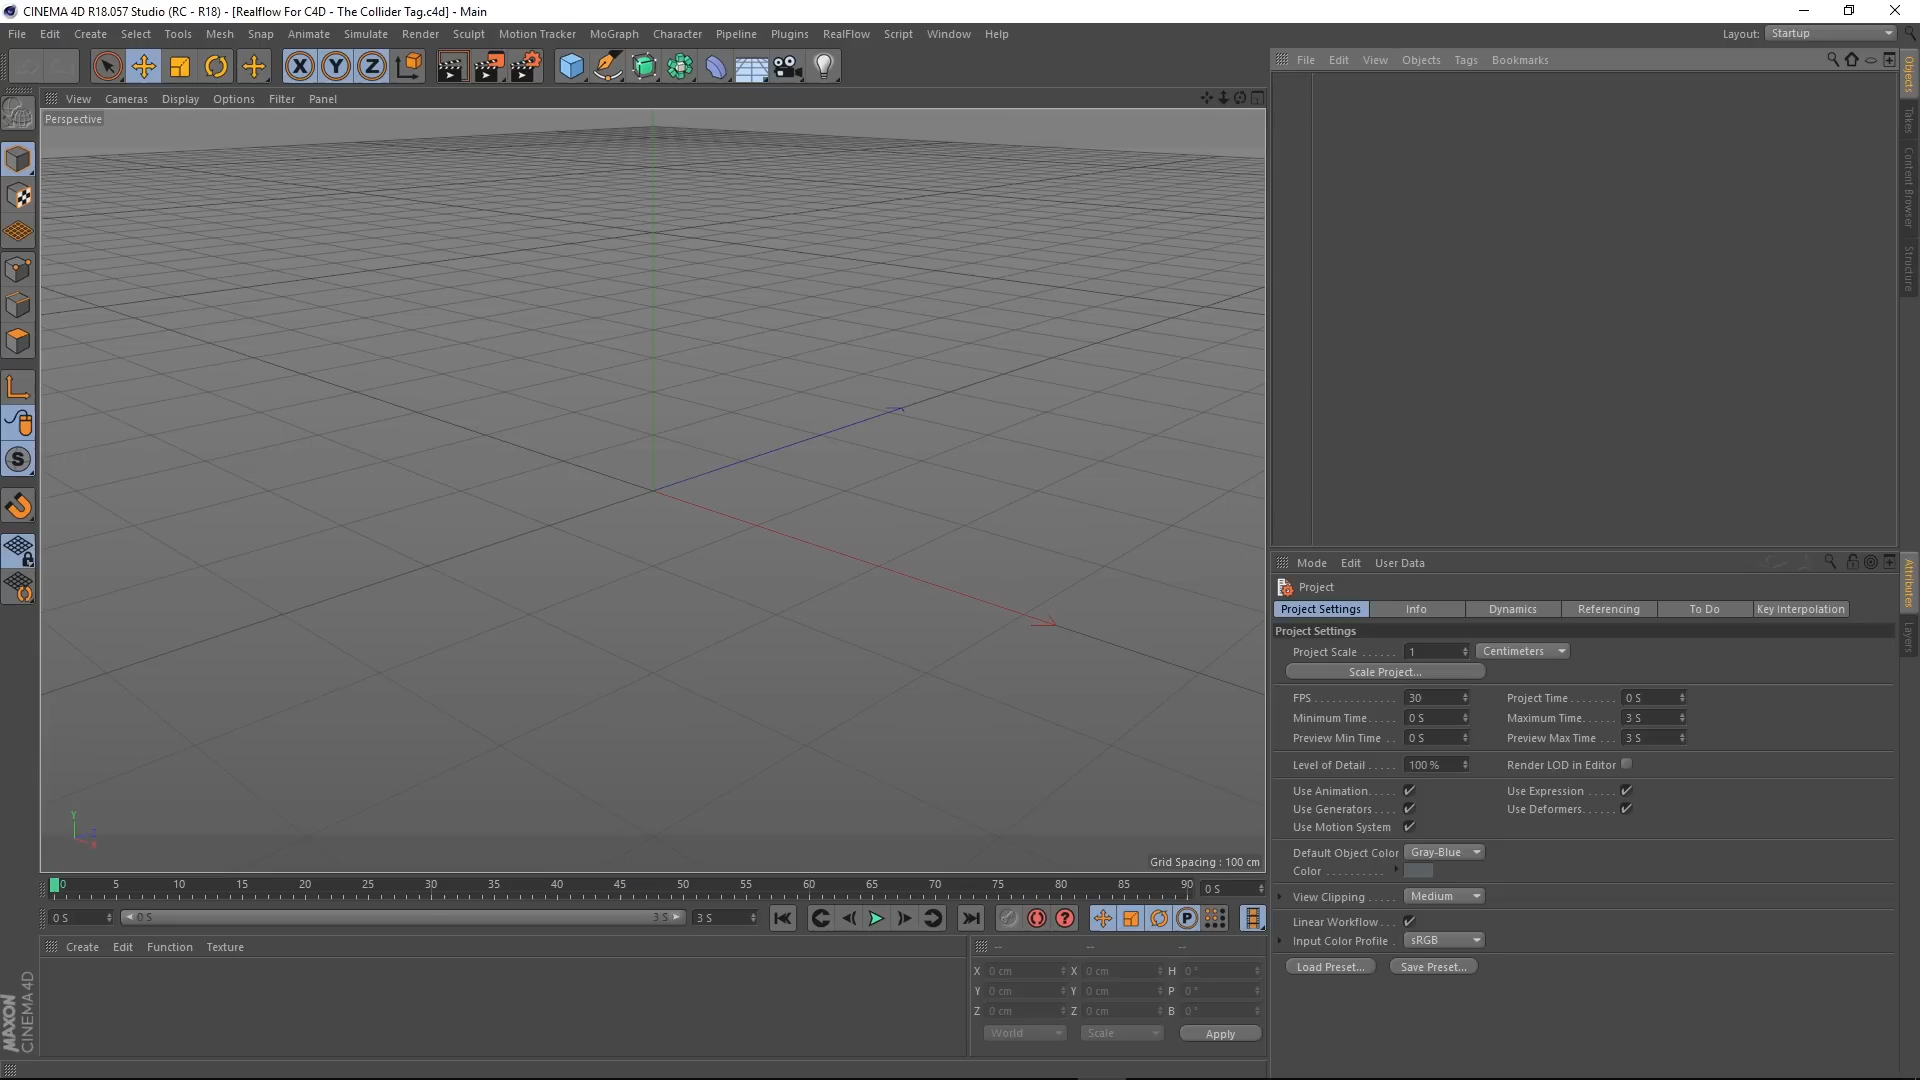 CINEMA 4D R18.057 Studio (RC - R18) - [Realflow For C4D - The Collider Tag.c4d] - Main
File Edit Create Select Tools Mesh Snap Animate Simulate Render Sculpt Motion Tracker MoGraph Character Pipeline Plugins RealFlow Script Window Help
Layout: Startup
X Y Z
File Edit View Objects Tags Bookmarks
Objects
Takes
Content Browser
Structure
View Cameras Display Options Filter Panel
Perspective
S
Y
Z
X
Grid Spacing : 100 cm
Mode Edit User Data
Attributes
Layers
Project
Project Settings Info Dynamics Referencing To Do Key Interpolation
Project Settings
Project Scale ...... 1 Centimeters
Scale Project...
FPS .............. 30 Project Time ........ 0 S
Minimum Time..... 0 S Maximum Time..... 3 S
Preview Min Time .. 0 S Preview Max Time ... 3 S
Level of Detail ..... 100 % Render LOD in Editor
Use Animation..... Use Expression .....
Use Generators .... Use Deformers......
Use Motion System
Default Object Color Gray-Blue
Color ..........
View Clipping ..... Medium
Linear Workflow...
Input Color Profile . sRGB
Load Preset... Save Preset...
0 5 10 15 20 25 30 35 40 45 50 55 60 65 70 75 80 85 90 0 S
0 S 0 S 3 S 3 S ? P
Create Edit Function Texture
-- -- --
X 0 cm X 0 cm H 0 °
Y 0 cm Y 0 cm P 0 °
Z 0 cm Z 0 cm B 0 °
World Scale Apply
MAXON
CINEMA 4D